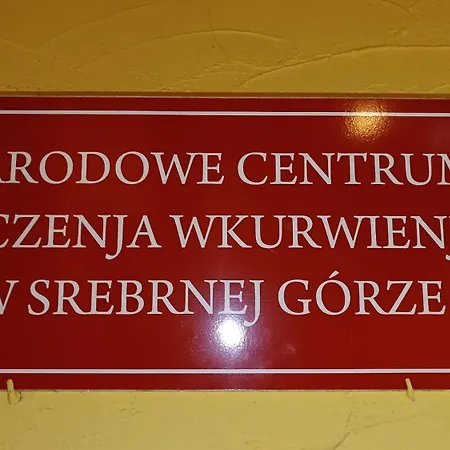 ARODOWE CENTRUM
CZENJA WKURWIENJ
W SREBRNEJ GÓRZE